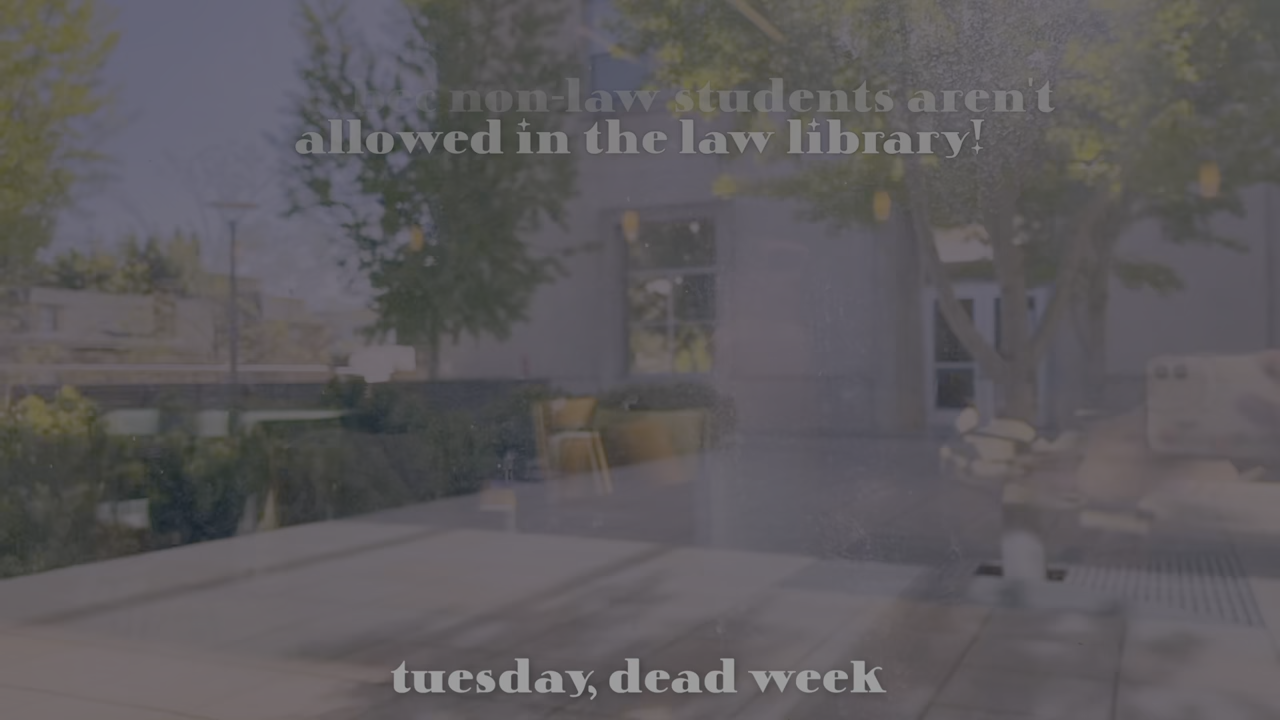 non-law students aren't
allowed in the law library!
tuesday, dead week